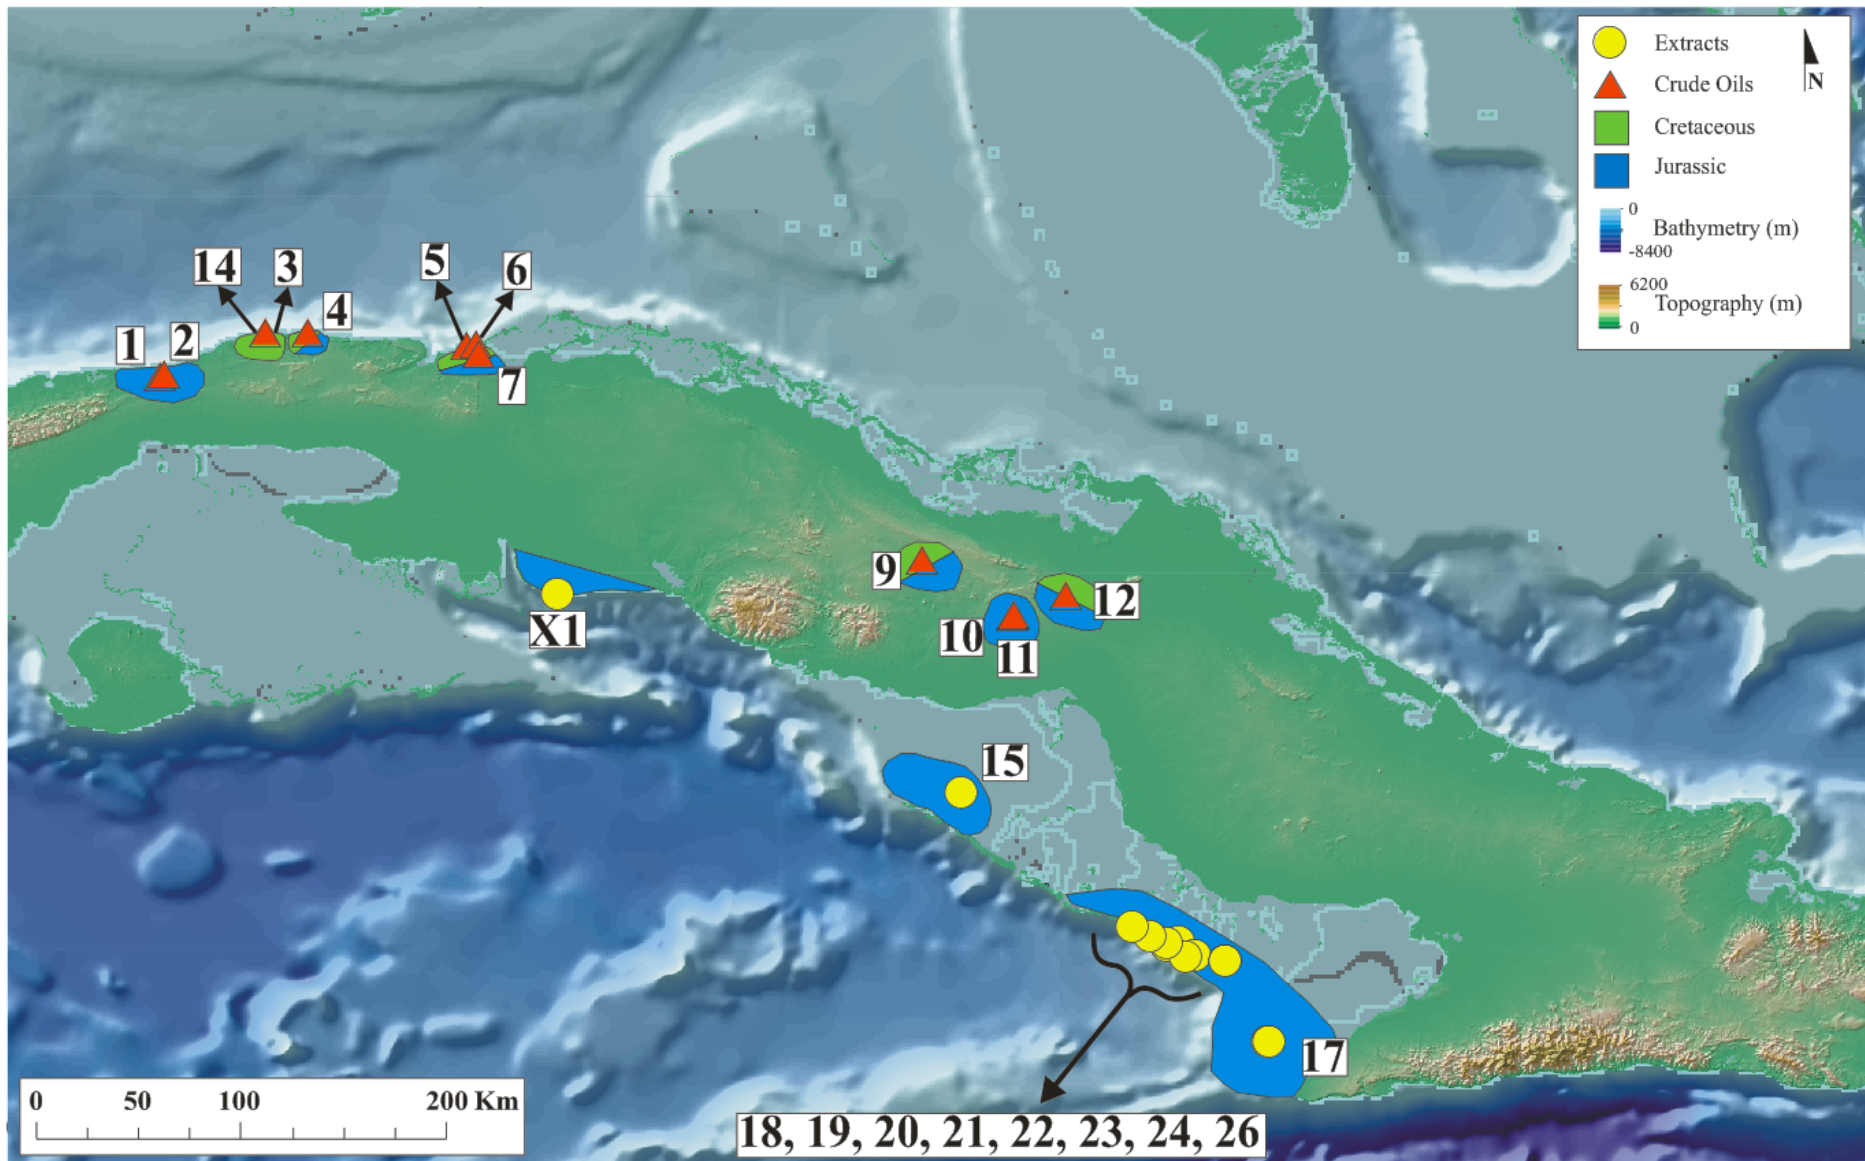 Extracts
Crude Oils
N
Cretaceous
Jurassic
0
Bathymetry (m)
-8400
6200
Topography (m)
0
14
3
5
6
4
1
2
7
9
12
X1
10
11
15
17
0 50 100 200 Km
18, 19, 20, 21, 22, 23, 24, 26